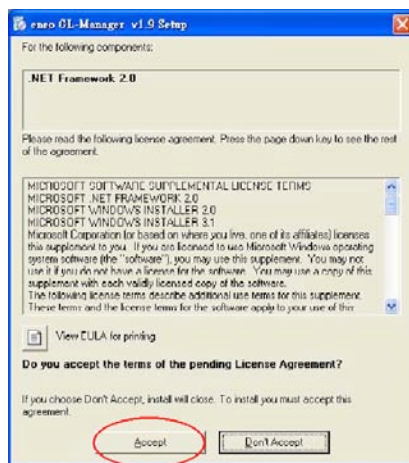 eneo GL-Manager v1.9 Setup
For the following components:
.NET Framework 2.0
Please read the following license agreement. Press the page down key to see the rest
of the agreement.
MICROSOFT SOFTWARE SUPPLEMENTAL LICENSE TERMS
MICROSOFT .NET FRAMEWORK 2.0
MICROSOFT WINDOWS INSTALLER 2.0
MICROSOFT WINDOWS INSTALLER 3.1
Microsoft Corporation (or based on where you live, one of its affiliates) licenses
this supplement to you. If you are licensed to use Microsoft Windows operating
system software (the "software"), you may use this supplement. You may not
use it if you do not have a license for the software. You may use a copy of this
supplement with each validly licensed copy of the software.
The following license terms describe additional use terms for this supplement.
These terms and the license terms for the software apply to your use of this
View EULA for printing
Do you accept the terms of the pending License Agreement?
If you choose Don't Accept, install will close. To install you must accept this
agreement.
Accept
Don't Accept